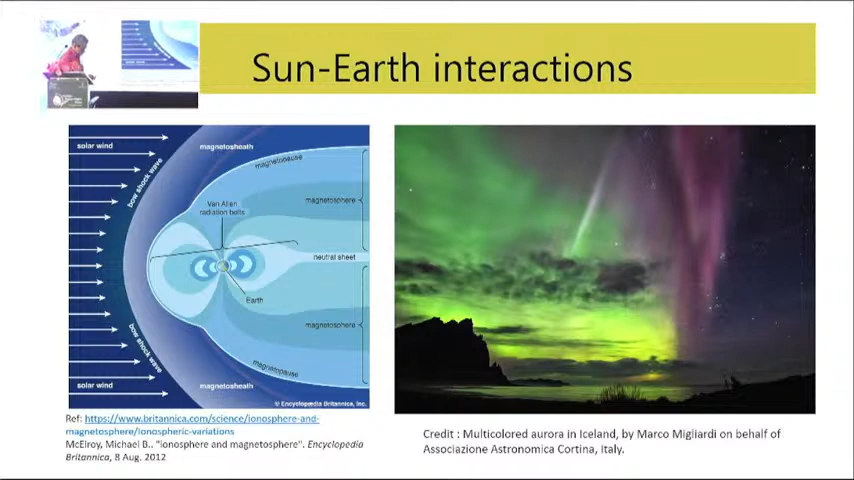 Sun-Earth interactions
solar wind
magnetosheath
magnetopause
bow shock wave
Van Allen
radiation belts
magnetosphere
neutral sheet
Earth
magnetosphere
bow shock wave
magnetopause
solar wind
magnetosheath
© Encyclopædia Britannica, Inc.
Ref: https://www.britannica.com/science/ionosphere-and-
magnetosphere/Ionospheric-variations
McElroy, Michael B.. "ionosphere and magnetosphere". Encyclopedia
Britannica, 8 Aug. 2012
Credit : Multicolored aurora in Iceland, by Marco Migliardi on behalf of
Associazione Astronomica Cortina, Italy.